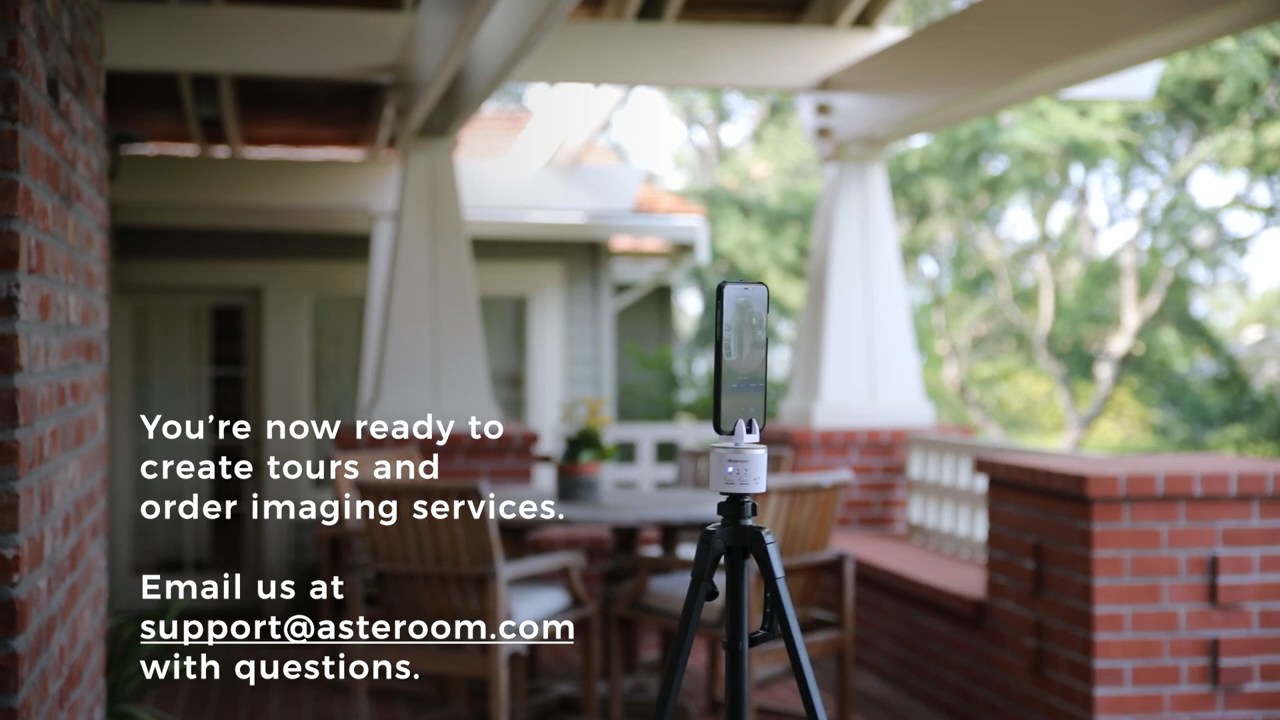 You’re now ready to
create tours and
order imaging services.
Email us at
support@asteroom.com
with questions.